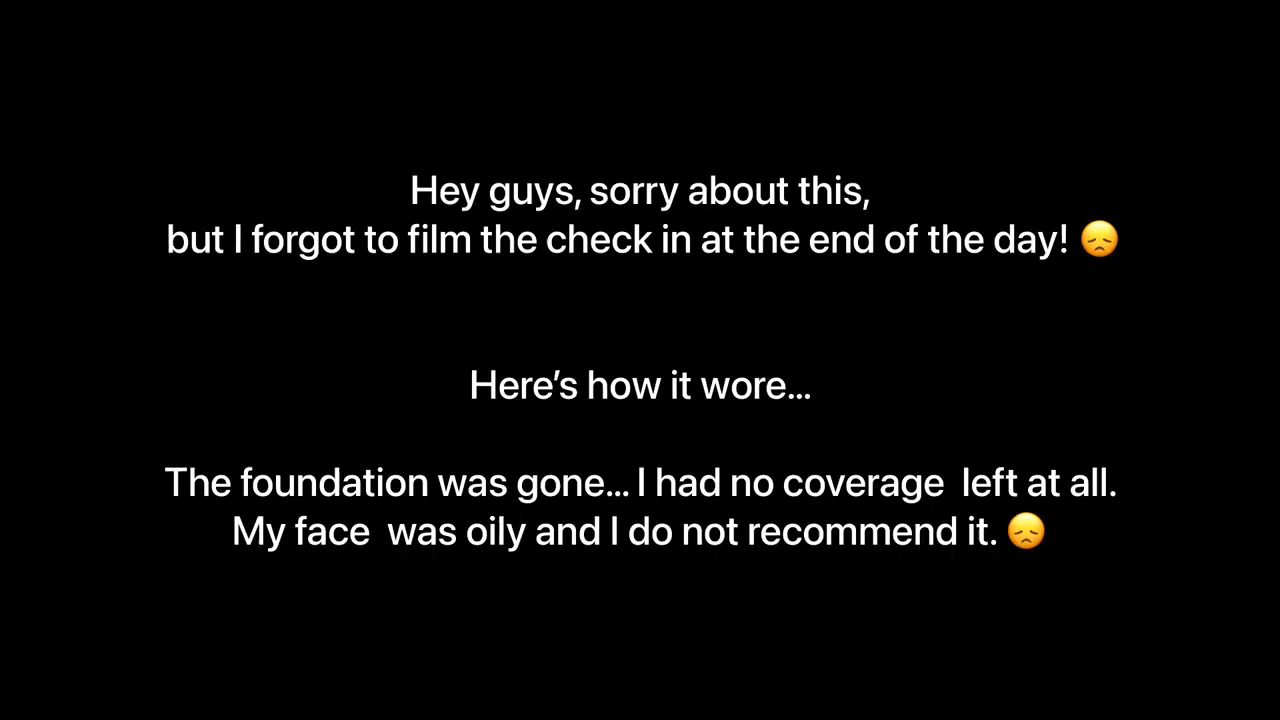 Hey guys, sorry about this,
but I forgot to film the check in at the end of the day! 😞
Here’s how it wore...
The foundation was gone... I had no coverage  left at all.
My face  was oily and I do not recommend it. 😞